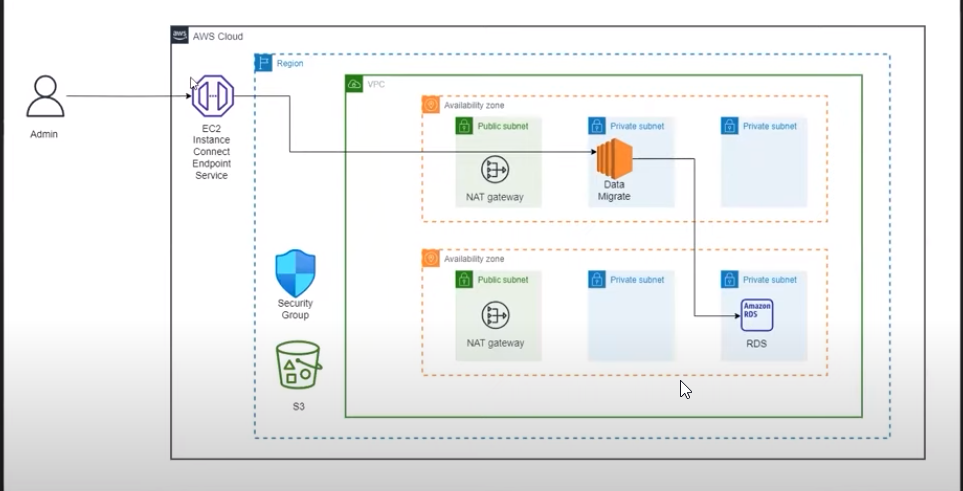 aws
AWS Cloud
Region
VPC
Admin
EC2
Instance
Connect
Endpoint
Service
Availability zone
Public subnet
Private subnet
Private subnet
NAT gateway
Data
Migrate
Availability zone
Public subnet
Private subnet
Private subnet
NAT gateway
Amazon
RDS
RDS
Security
Group
S3